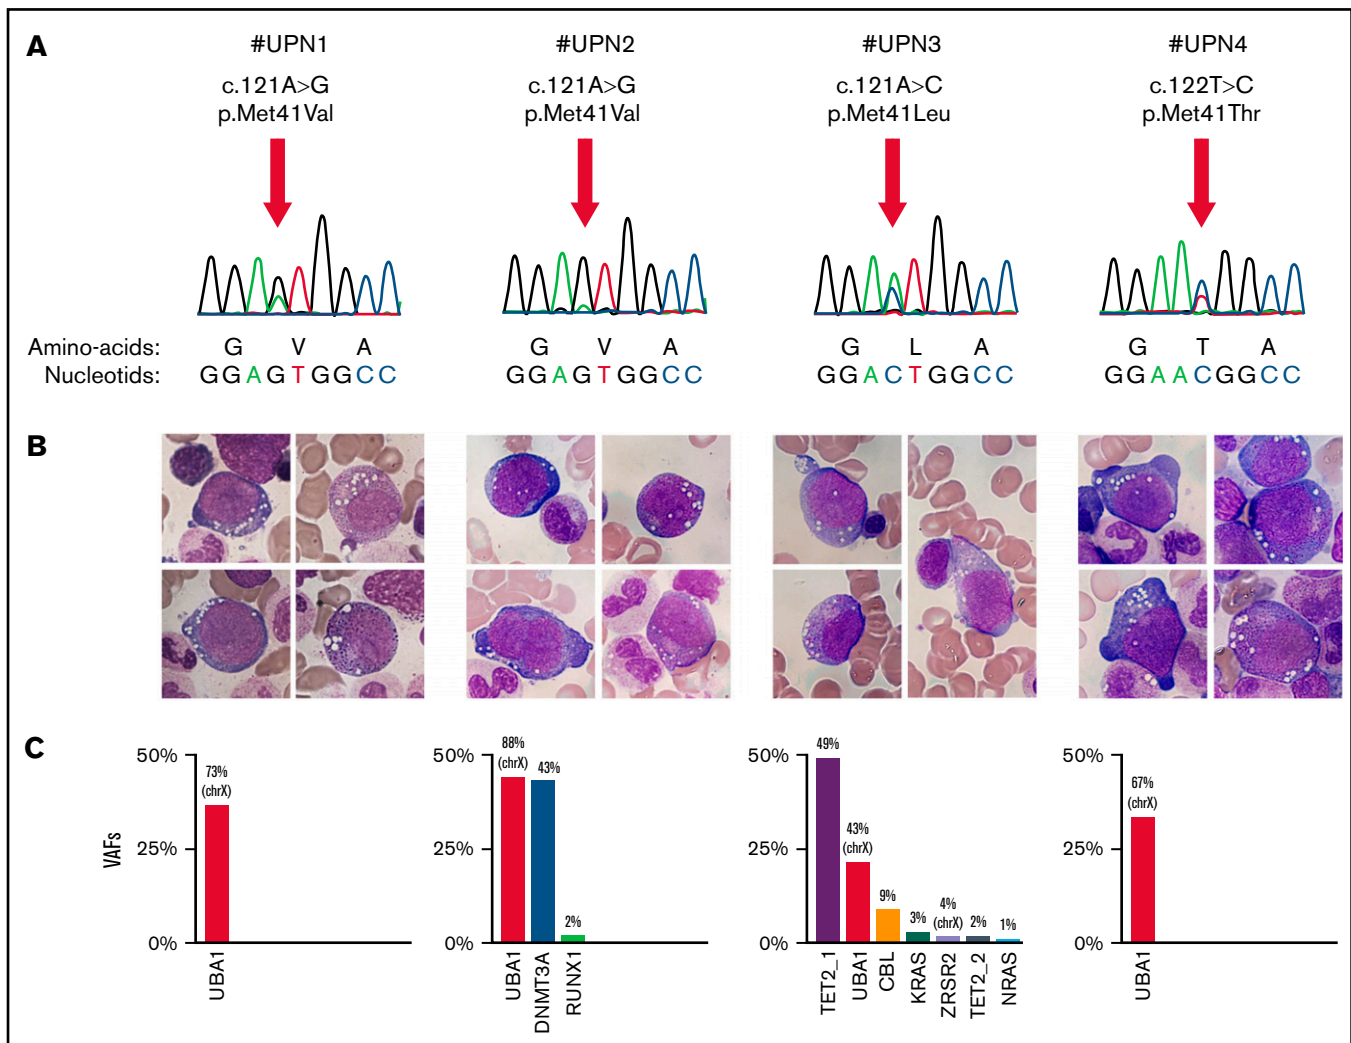 A
#UPN1
#UPN2
#UPN3
#UPN4
c.121A>G
c.121A>G
c.121A>C
c.122T>C
p.Met41Val
p.Met41Val
p.Met41Leu
p.Met41Thr
Amino-acids:
G V A
G V A
G L A
G T A
Nucleotids:
GGAGTGGCC
GGAGTGGCC
GGACTGGCC
GGAACGGCC
B
C
VAFs
50%
25%
0%
73%
(chrX)
UBA1
50%
25%
0%
88%
(chrX)
43%
2%
UBA1
DNMT3A
RUNX1
50%
25%
0%
49%
43%
(chrX)
9%
3%
4%
(chrX)
2%
1%
TET2_1
UBA1
CBL
KRAS
ZRSR2
TET2_2
NRAS
50%
25%
0%
67%
(chrX)
UBA1